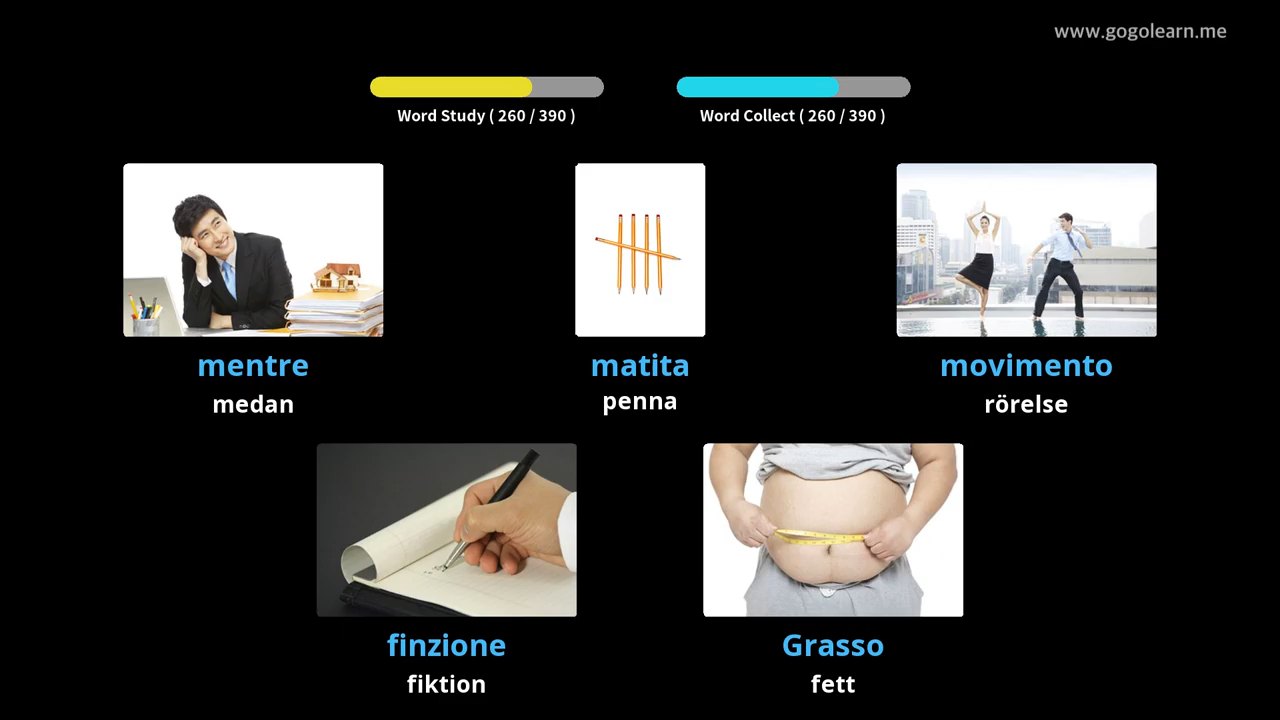 www.gogolearn.me
Word Study ( 260 / 390 )
Word Collect ( 260 / 390 )
mentre
medan
matita
penna
movimento
rörelse
finzione
fiktion
Grasso
fett